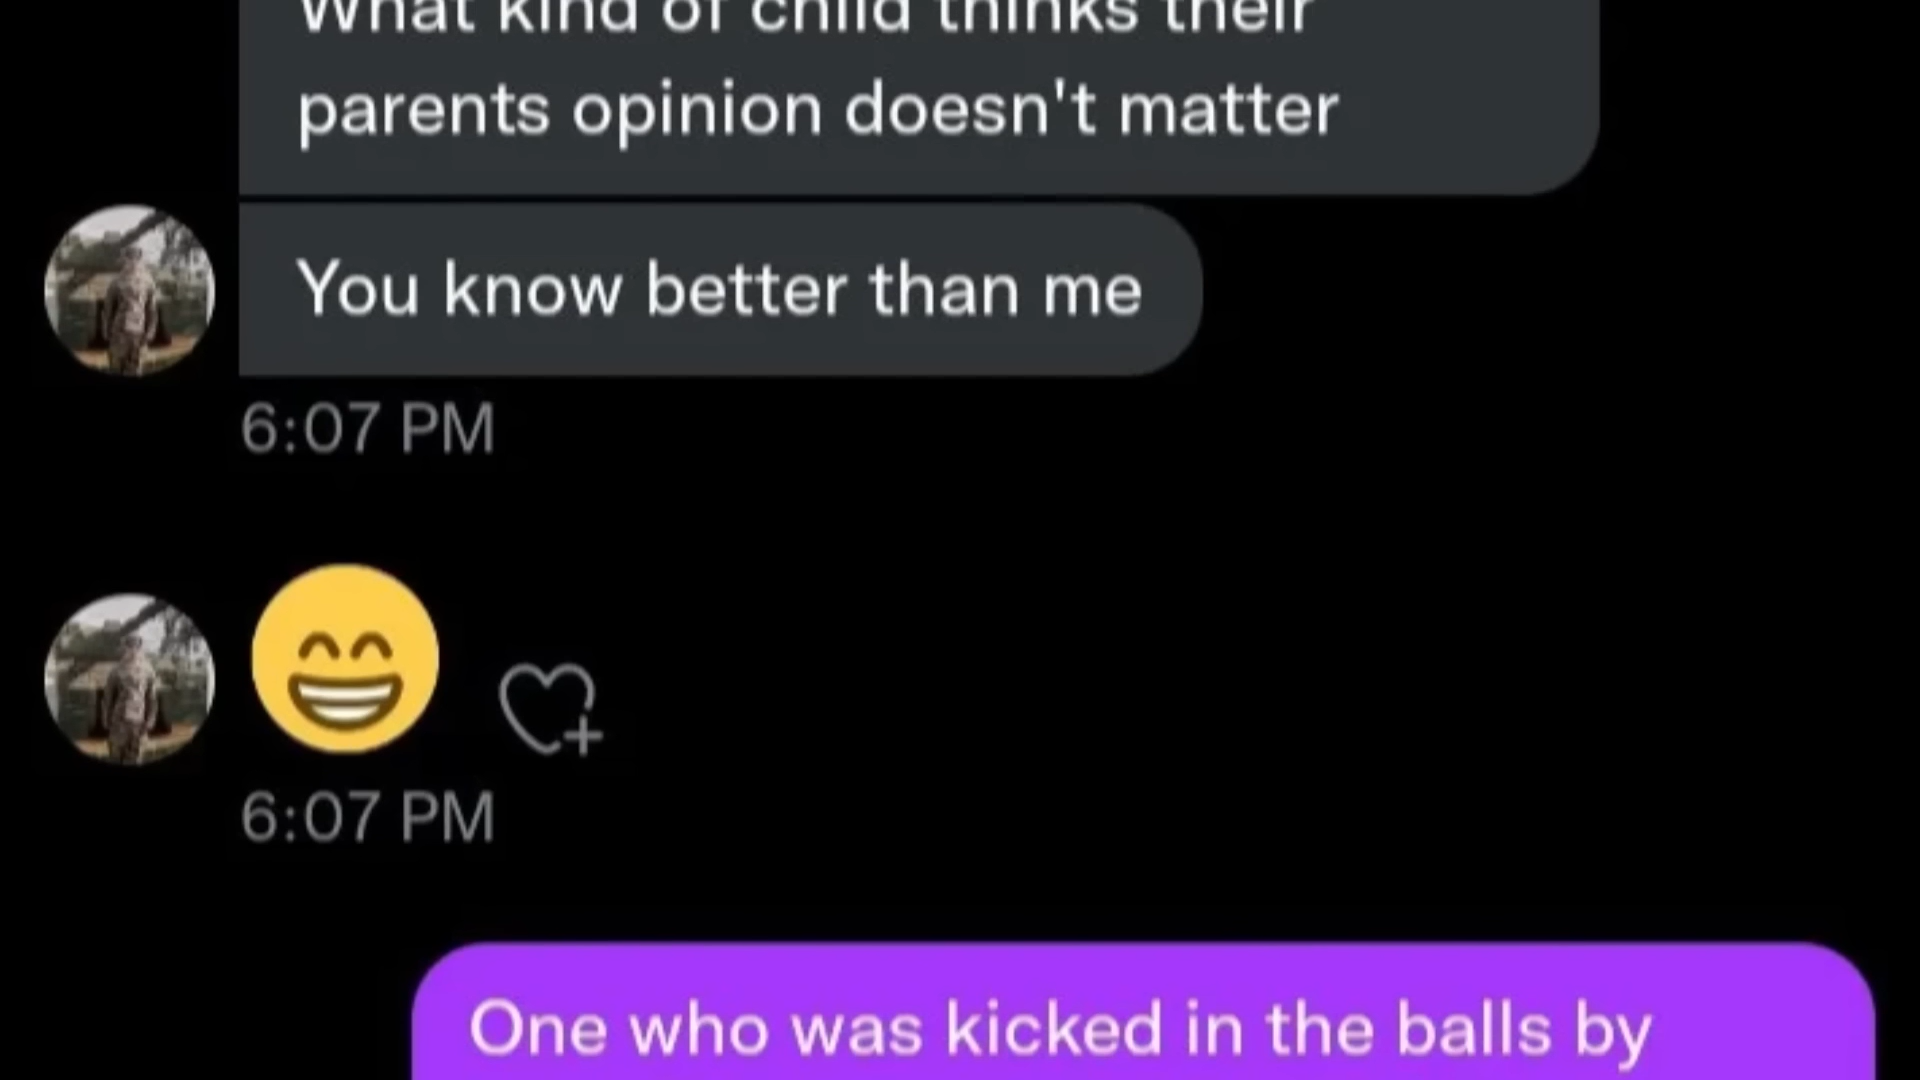 What kind of child thinks their
parents opinion doesn't matter
You know better than me
6:07 PM
6:07 PM
One who was kicked in the balls by